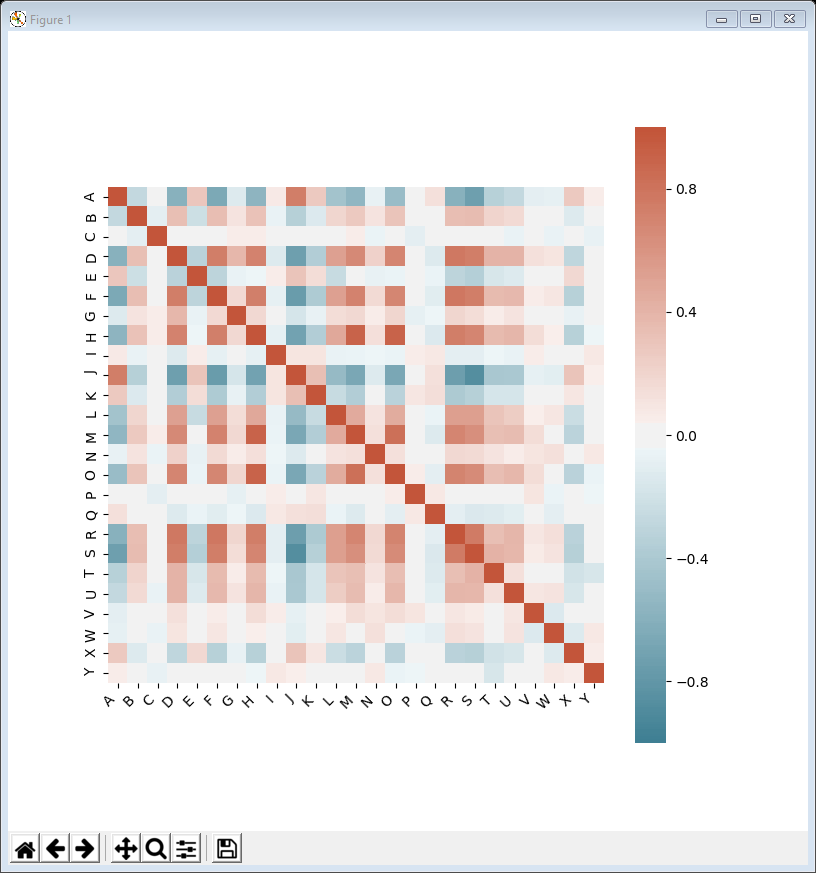 Figure 1
A
B
C
D
E
F
G
H
I
J
K
L
M
N
O
P
Q
R
S
T
U
V
W
X
Y
A B C D E F G H I J K L M N O P Q R S T U V W X Y
0.8
0.4
0.0
−0.4
−0.8